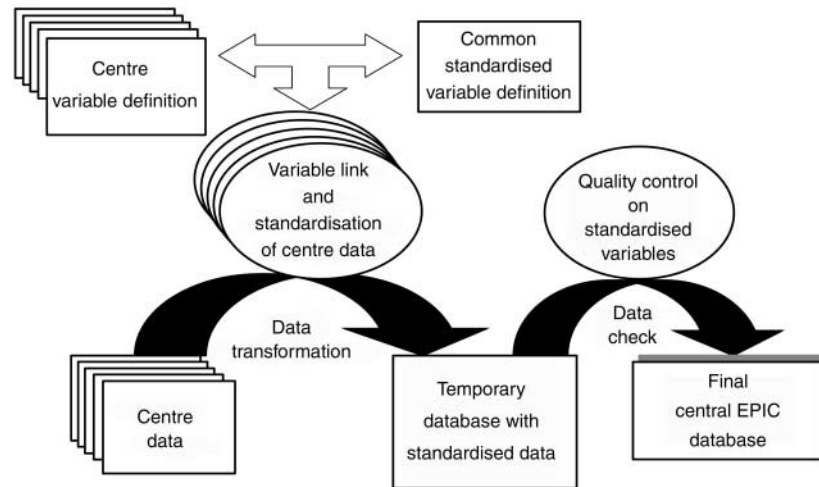 Centre
variable definition
Common
standardised
variable definition
Variable link
and
standardisation
of centre data
Quality control
on
standardised
variables
Data
transformation
Data
check
Centre
data
Temporary
database with
standardised data
Final
central EPIC
database